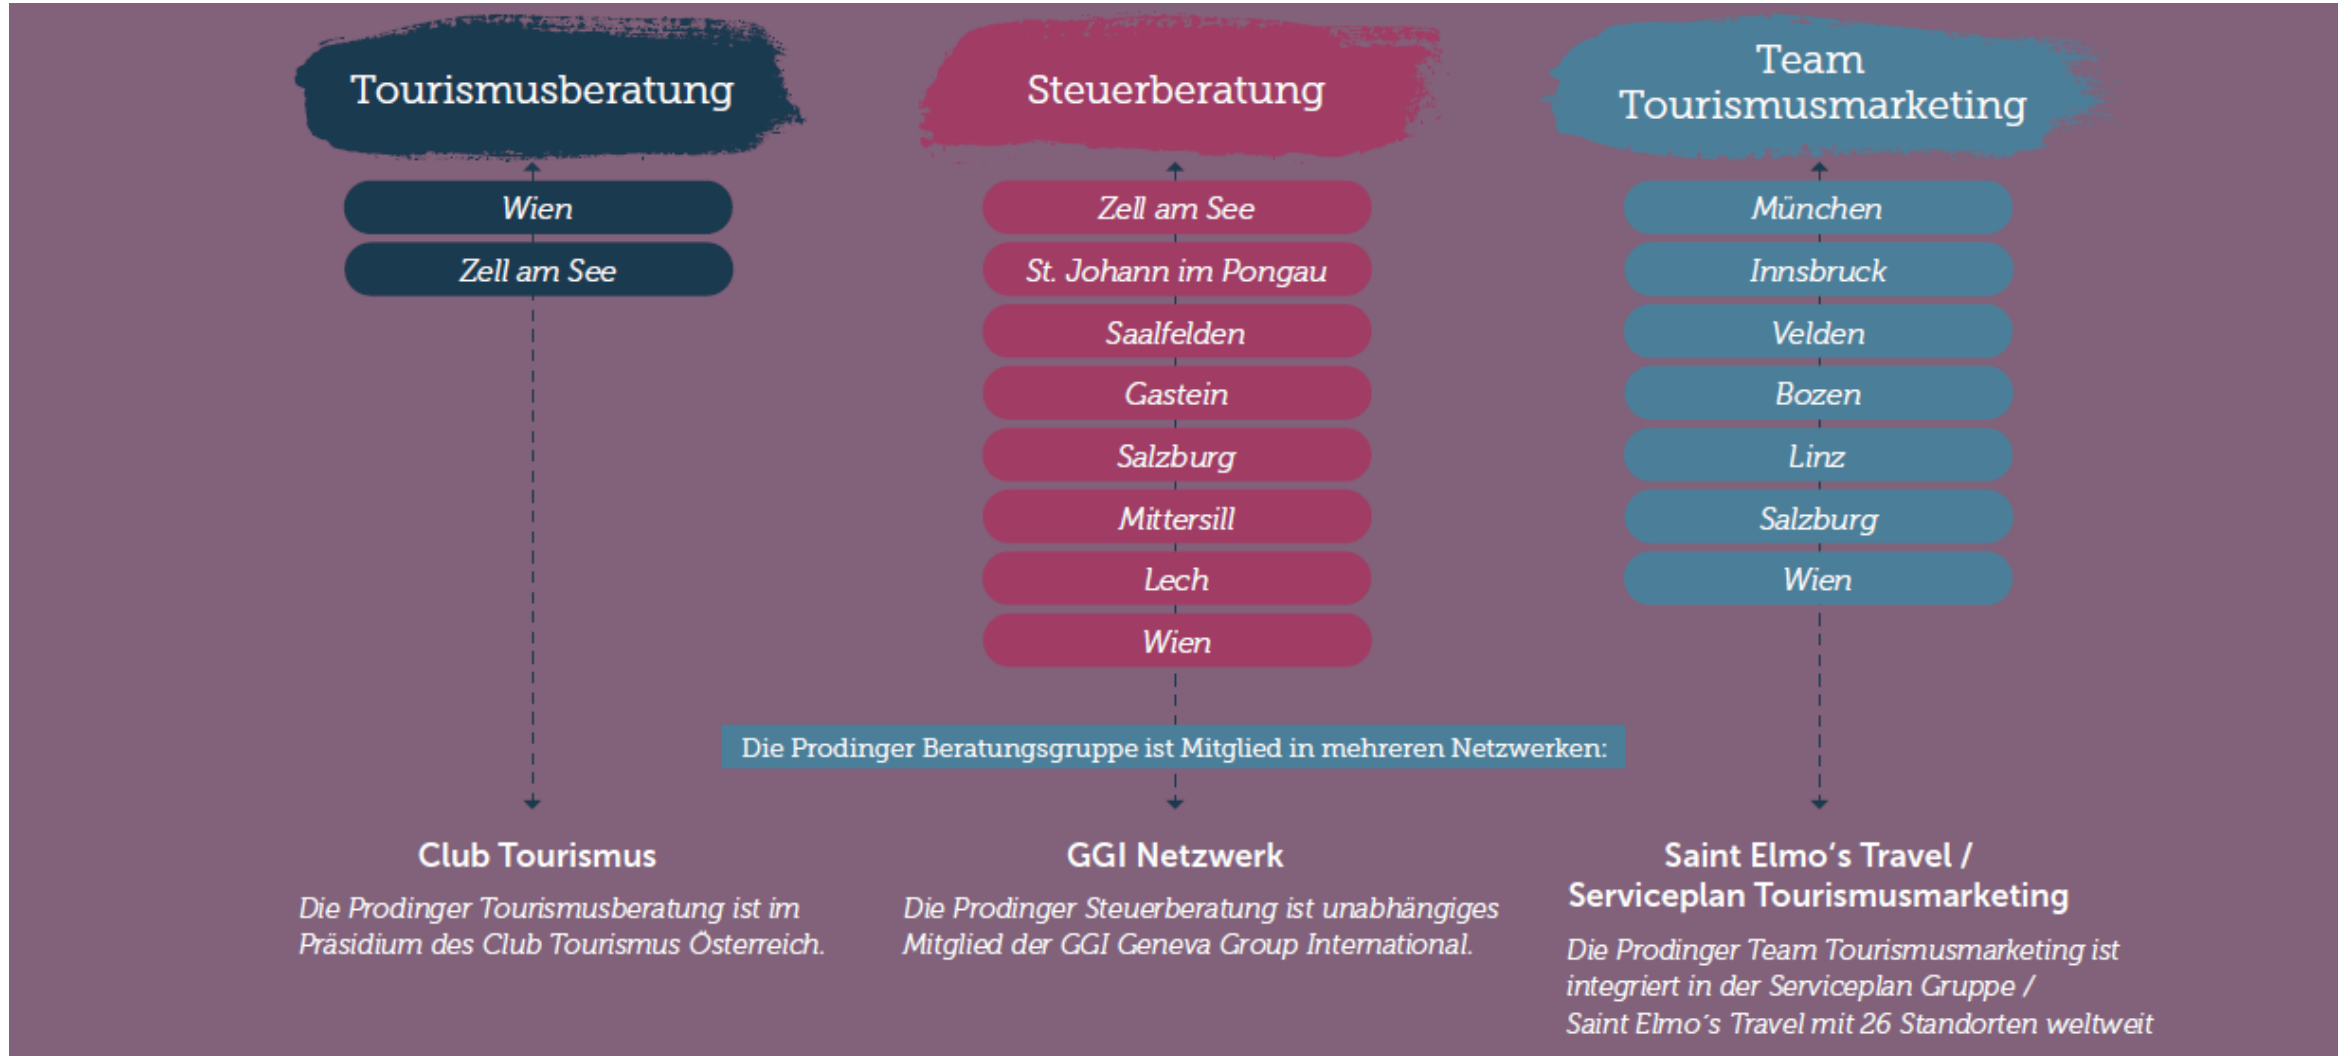 Tourismusberatung
Wien
Zell am See
Steuerberatung
Zell am See
St. Johann im Pongau
Saalfelden
Gastein
Salzburg
Mittersill
Lech
Wien
Team
Tourismusmarketing
München
Innsbruck
Velden
Bozen
Linz
Salzburg
Wien
Die Prodinger Beratungsgruppe ist Mitglied in mehreren Netzwerken:
Club Tourismus
Die Prodinger Tourismusberatung ist im
Präsidium des Club Tourismus Österreich.
GGI Netzwerk
Die Prodinger Steuerberatung ist unabhängiges
Mitglied der GGI Geneva Group International.
Saint Elmo‘s Travel /
Serviceplan Tourismusmarketing
Die Prodinger Team Tourismusmarketing ist
integriert in der Serviceplan Gruppe /
Saint Elmo´s Travel mit 26 Standorten weltweit